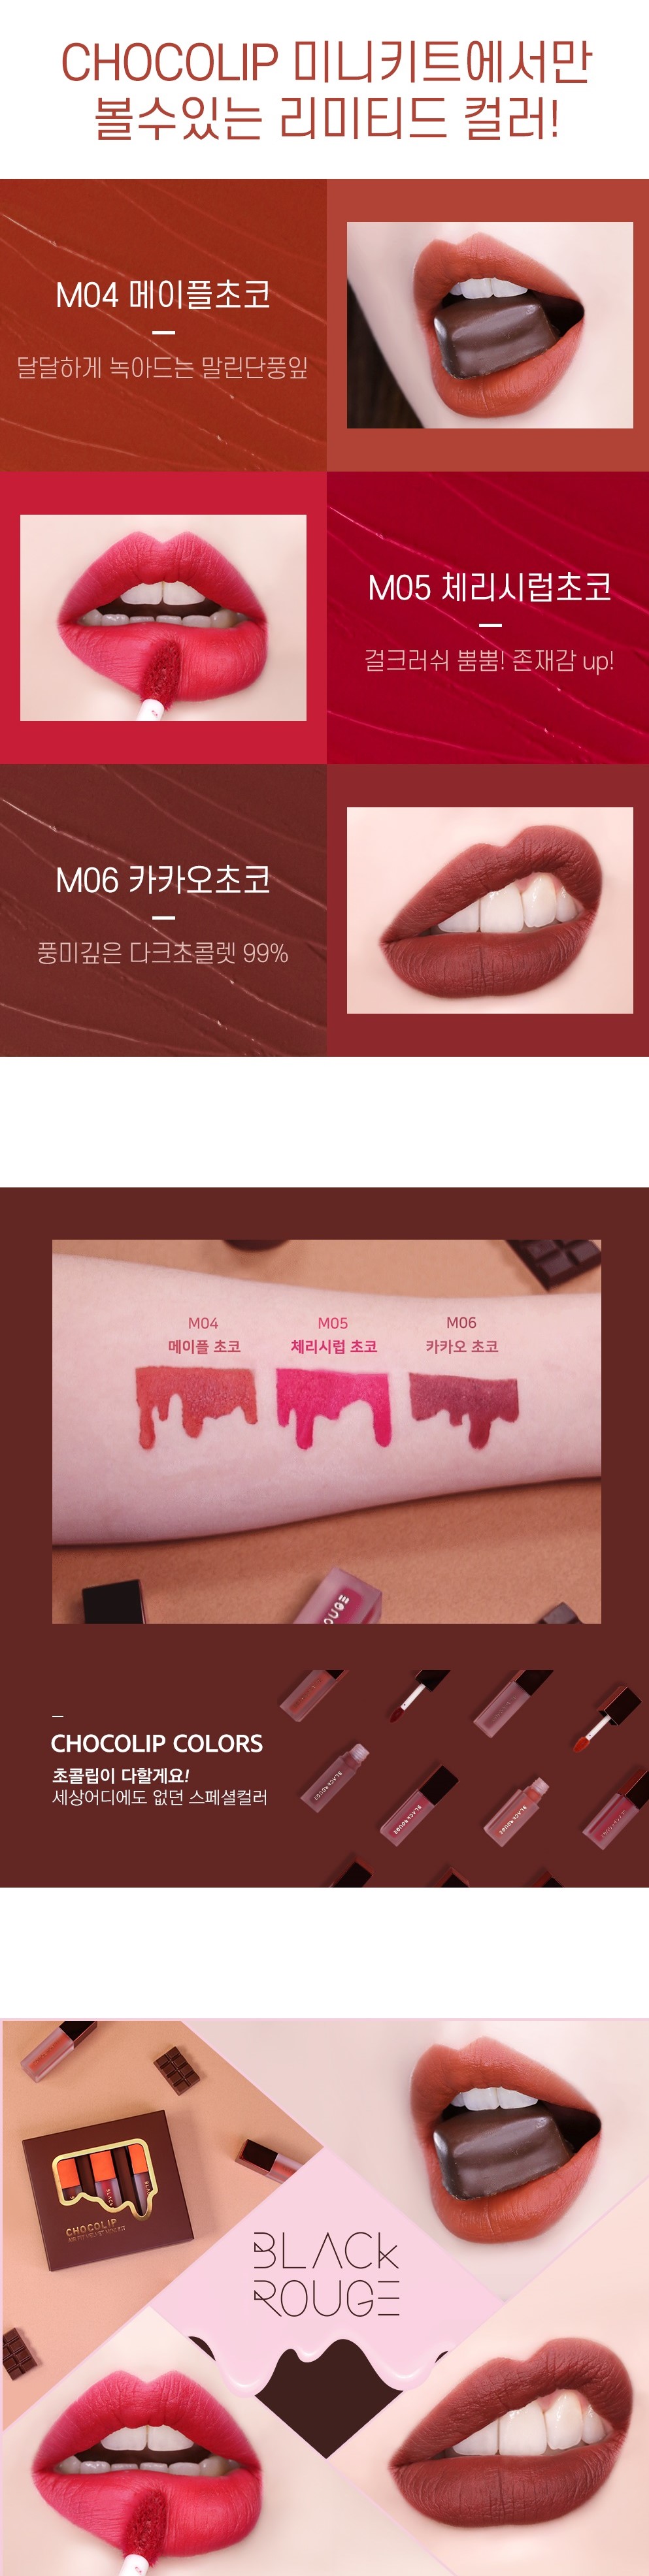 CHOCOLIP 미니키트에서만
볼수있는 리미티드 컬러!
M04 메이플초코
달달하게 녹아드는 말린단풍잎
M05 체리시럽초코
걸크러쉬 뿜뿜! 존재감 up!
M06 카카오초코
풍미깊은 다크초콜렛 99%
M04
메이플 초코
M05
체리시럽 초코
M06
카카오 초코
CHOCOLIP COLORS
초콜립이 다할게요!
세상어디에도 없던 스페셜컬러
BLACK ROUGE
BLACK ROUGE
BLACK ROUGE
CHOCOLIP
BLACK
ROUGE